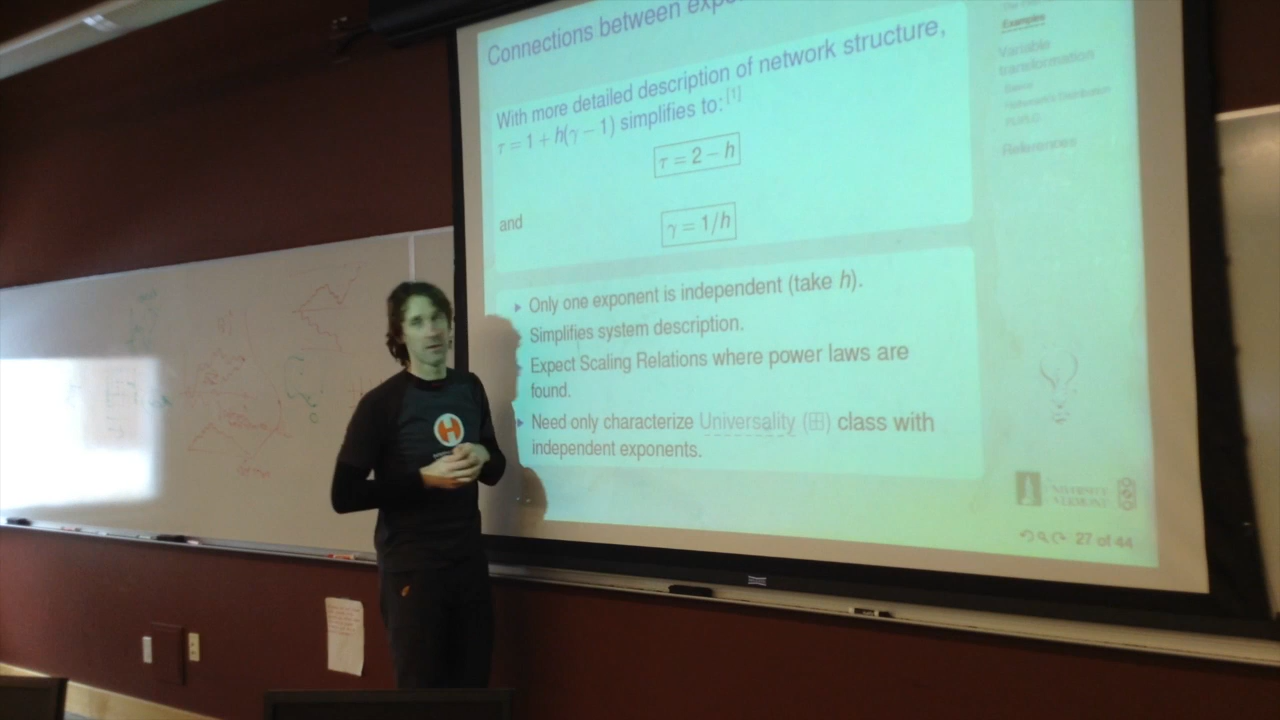 Connections between
With more detailed description of network structure,
τ = 1 + h(γ − 1) simplifies to:[1]
τ = 2 − h
and
γ = 1/h
Only one exponent is independent (take h).
Simplifies system description.
Expect Scaling Relations where power laws are
found.
Need only characterize Universality (⊞) class with
independent exponents.
Examples
Variable
transformation
References
VERMONT
27 of 44
H